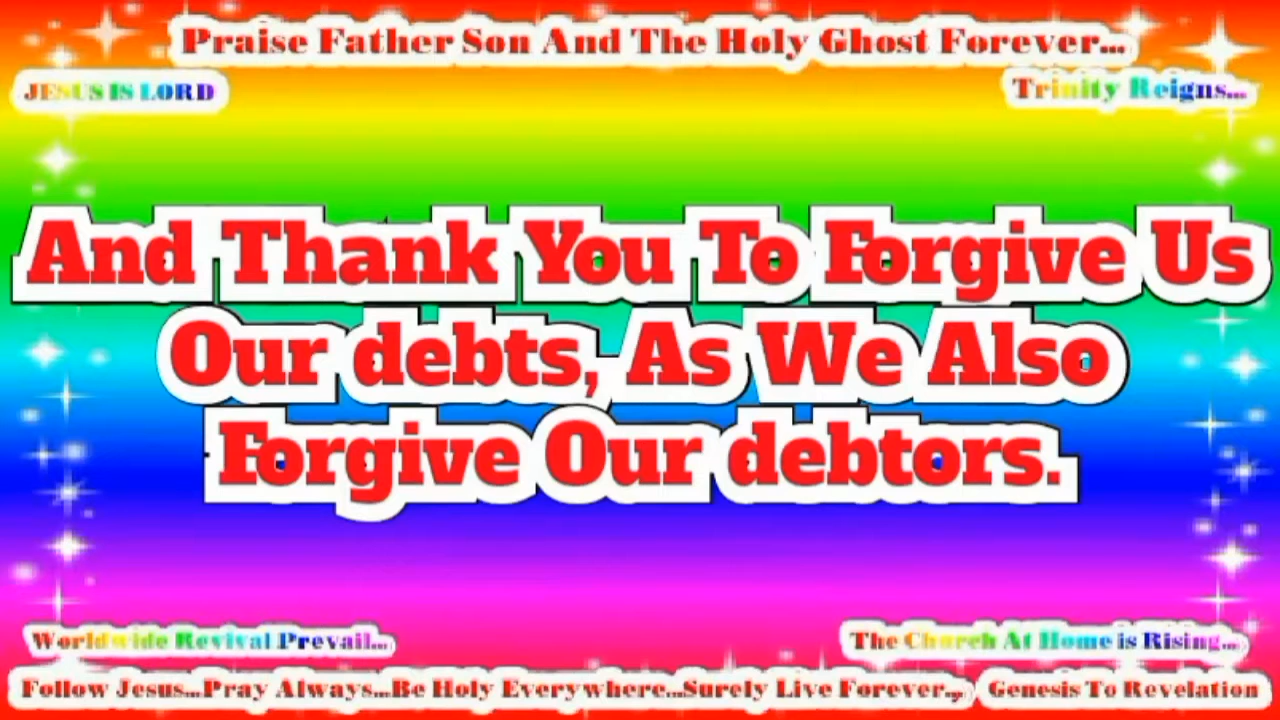 Praise Father Son And The Holy Ghost Forever...
JESUS IS LORD
Trinity Reigns...
And Thank You To Forgive Us
Our debts, As We Also
Forgive Our debtors.
Worldwide Revival Prevail...
The Church At Home is Rising...
Follow Jesus...Pray Always...Be Holy Everywhere...Surely Live Forever...
Genesis To Revelation